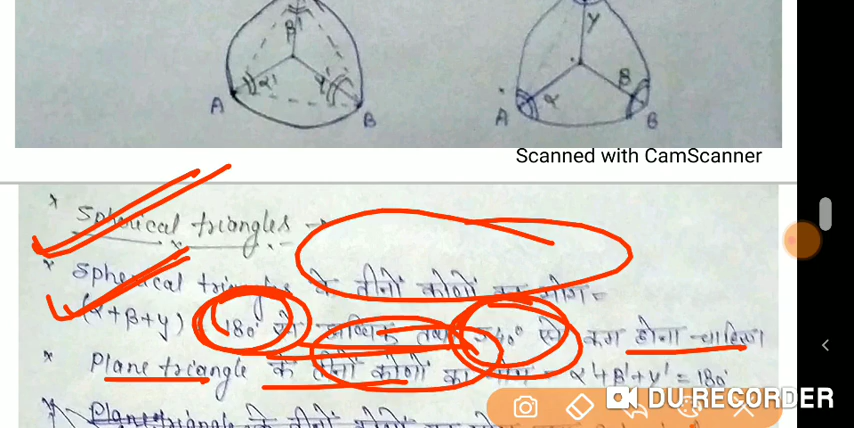 β'
α' γ'
A B
γ
β
A α B
Scanned with CamScanner
* Spherical triangles →
* Spherical triangles के तीनों कोणों का योग =
(α+β+γ) 180° से अधिक तथा 540° से कम होना चाहिए।
* Plane triangle के तीनों कोणों का योग = α'+β'+γ' = 180°
DU RECORDER
के तीनों कोणों